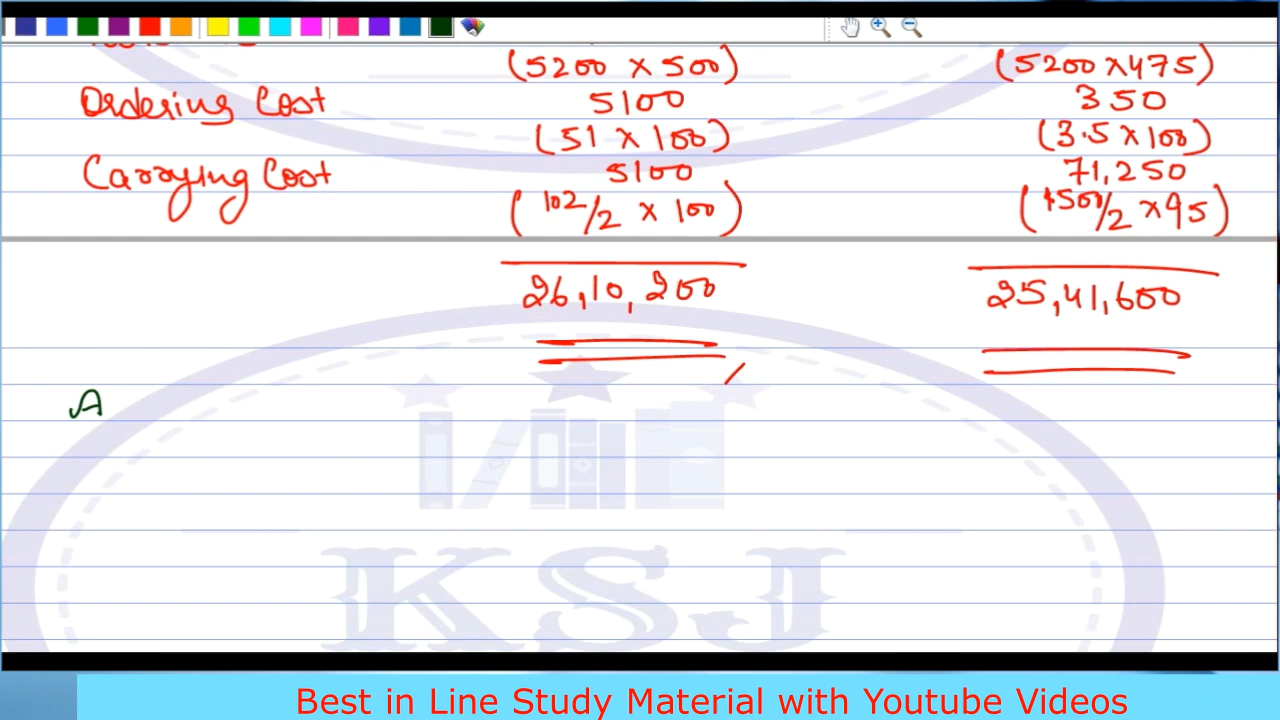 (5200 x 500) (5200 x 475)
Ordering Cost 5100 350
(51 x 100) (3.5 x 100)
Carrying Cost 5100 71,250
(102/2 x 100) (1500/2 x 95)
26,10,200 25,41,600
A
KSJ
Best in Line Study Material with Youtube Videos